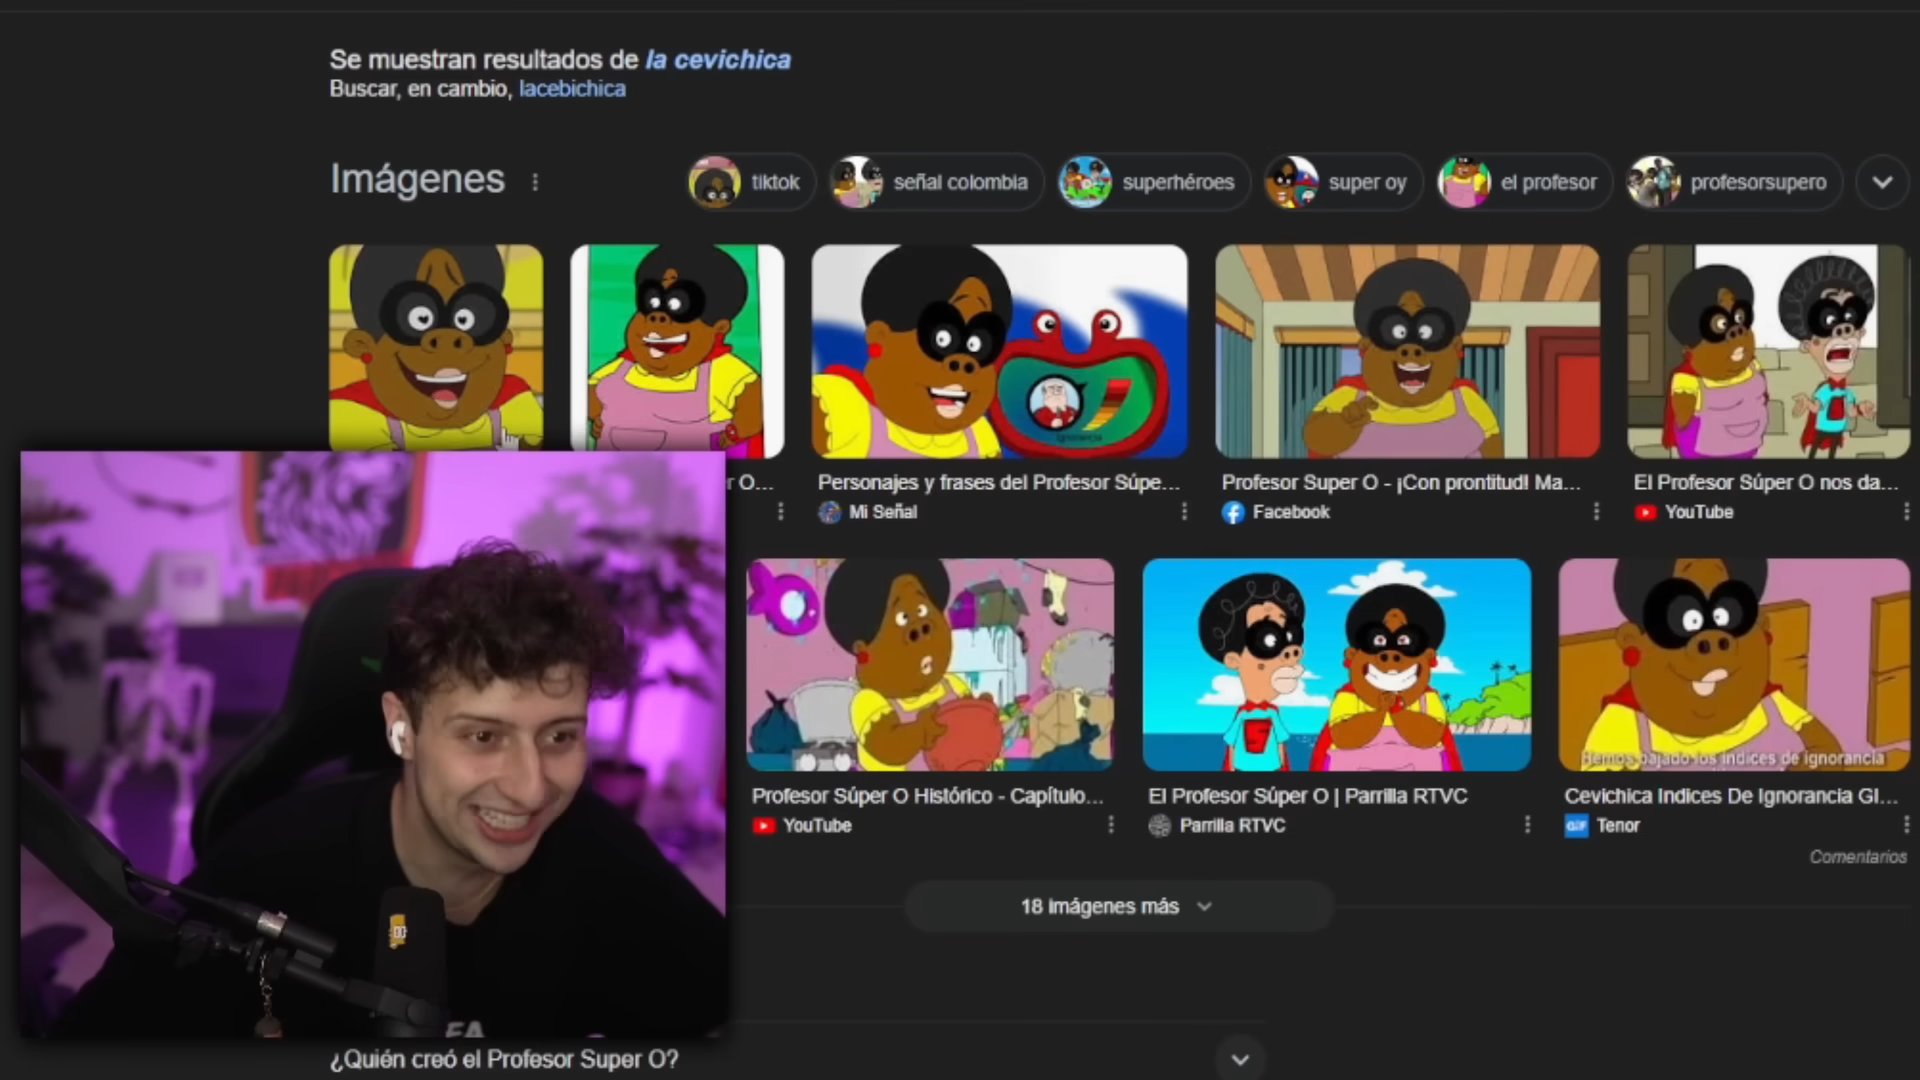 Se muestran resultados de la cevichica
Buscar, en cambio, lacebichica
Imágenes
tiktok
señal colombia
superhéroes
super oy
el profesor
profesorsupero
Ignorancia
r O...
Personajes y frases del Profesor Súpe...
Mi Señal
Profesor Super O - ¡Con prontitud! Ma...
Facebook
El Profesor Súper O nos da...
YouTube
Hemos bajado los índices de ignorancia
Profesor Súper O Histórico - Capítulo...
YouTube
El Profesor Súper O | Parrilla RTVC
Parrilla RTVC
Cevichica Indices De Ignorancia GI...
GIF Tenor
Comentarios
18 imágenes más
¿Quién creó el Profesor Super O?